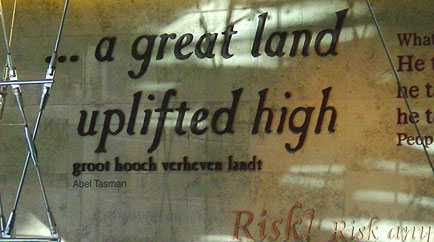 ... a great land
uplifted high
groot hooch verheven landt
Abel Tasman
What
He t
he t
he t
Peop
Risk! Risk any